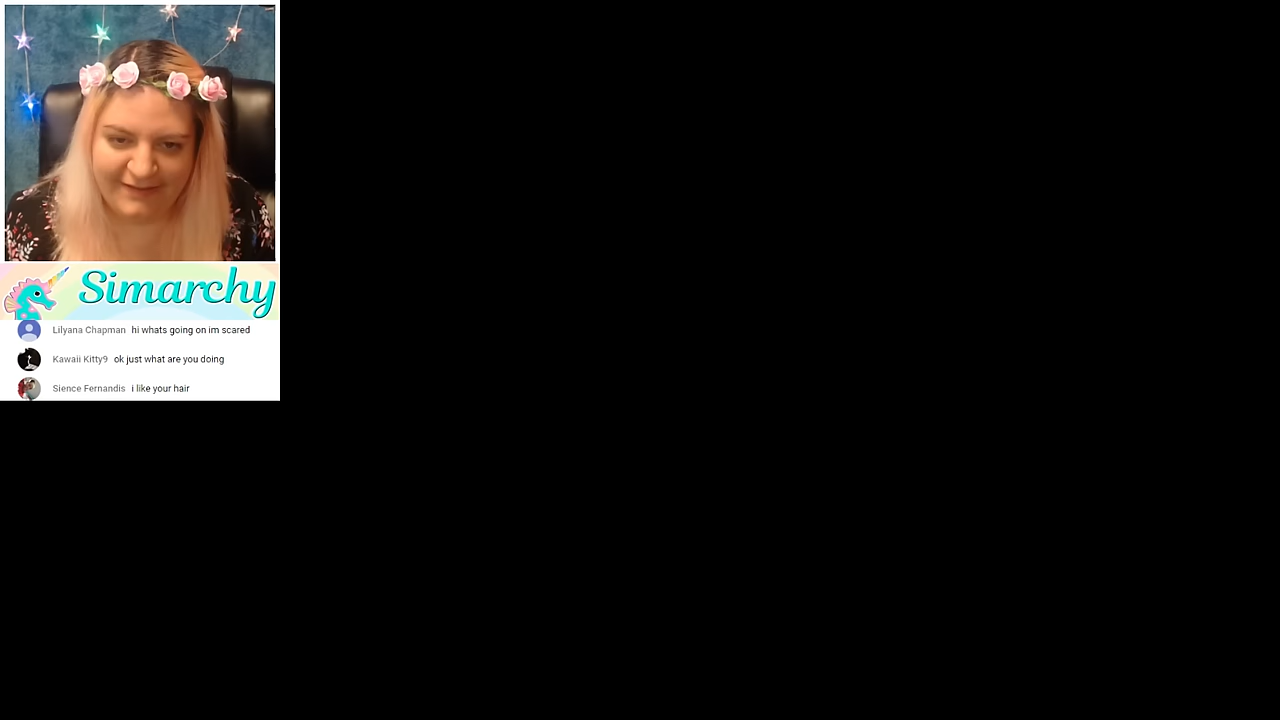 Simarchy
Lilyana Chapman hi whats going on im scared
Kawaii Kitty9 ok just what are you doing
Sience Fernandis i like your hair